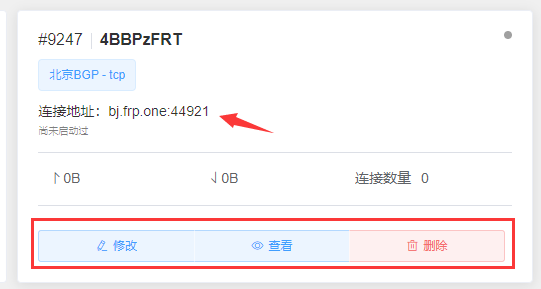 #9247 4BBPzFRT
北京BGP - tcp
连接地址：bj.frp.one:44921
尚未启动过
↑0B ↓0B 连接数量 0
修改 查看 删除